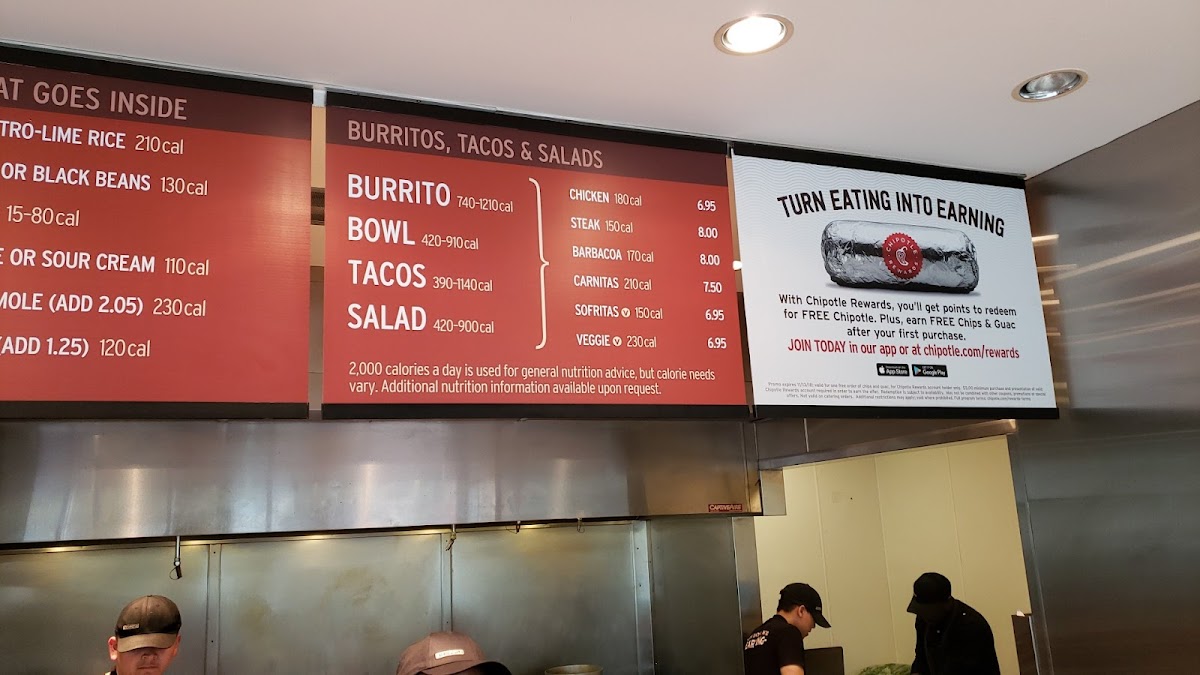 AT GOES INSIDE
TRO-LIME RICE 210cal
OR BLACK BEANS 130cal
15-80cal
E OR SOUR CREAM 110cal
MOLE (ADD 2.05) 230cal
(ADD 1.25) 120cal
BURRITOS, TACOS & SALADS
BURRITO 740-1210cal
BOWL 420-910cal
TACOS 390-1140cal
SALAD 420-900cal
CHICKEN 180cal 6.95
STEAK 150cal 8.00
BARBACOA 170cal 8.00
CARNITAS 210cal 7.50
SOFRITAS V 150cal 6.95
VEGGIE V 230cal 6.95
2,000 calories a day is used for general nutrition advice, but calorie needs
vary. Additional nutrition information available upon request.
TURN EATING INTO EARNING
CHIPOTLE
REWARDS
With Chipotle Rewards, you'll get points to redeem
for FREE Chipotle. Plus, earn FREE Chips & Guac
after your first purchase.
JOIN TODAY in our app or at chipotle.com/rewards
App Store
Google Play
CAPTIVEAIRE